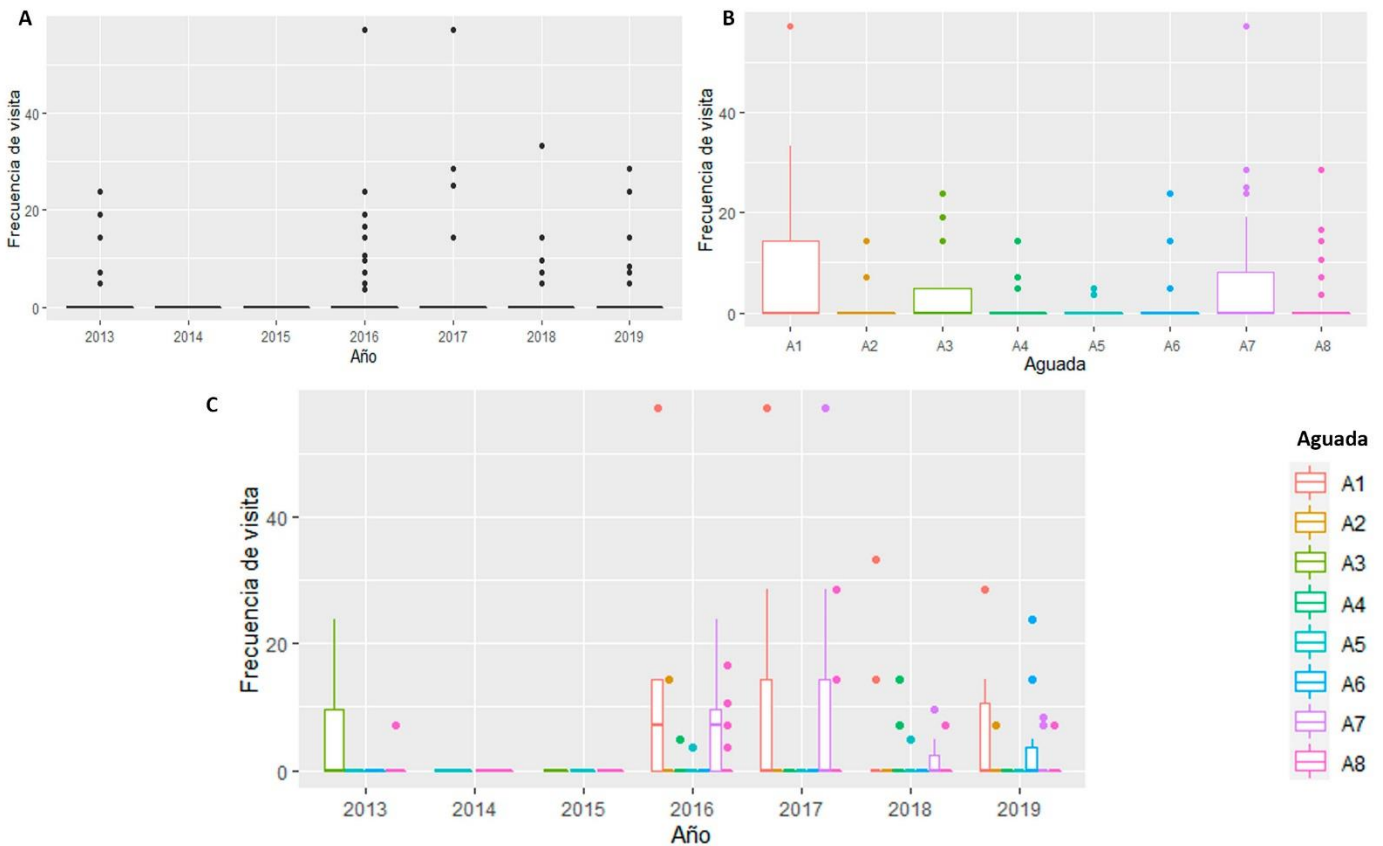 A
Frecuencia de visita
40
20
0
2013 2014 2015 2016 2017 2018 2019
Año
B
Frecuencia de visita
40
20
0
A1 A2 A3 A4 A5 A6 A7 A8
Aguada
C
Frecuencia de visita
40
20
0
2013 2014 2015 2016 2017 2018 2019
Año
Aguada
A1
A2
A3
A4
A5
A6
A7
A8